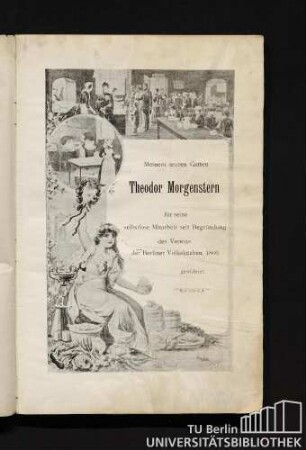 Meinem teuren Gatten
Theodor Morgenstern
für seine
selbstlose Mitarbeit seit Begründung
des Vereins
der Berliner Volksküchen 1866
gewidmet
TU Berlin
UNIVERSITÄTSBIBLIOTHEK